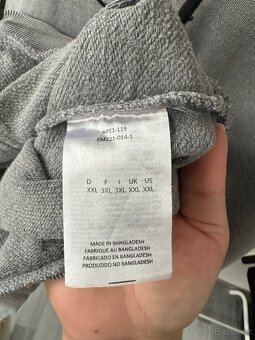 AP21-119
KM221-014-1
D F I UK US
XXL 3XL 3XL XXL XXL
MADE IN BANGLADESH
FABRIQUÉ AU BANGLADESH
FABRICADO EN BANGLADESH
PRODUZIDO NO BANGLADESH